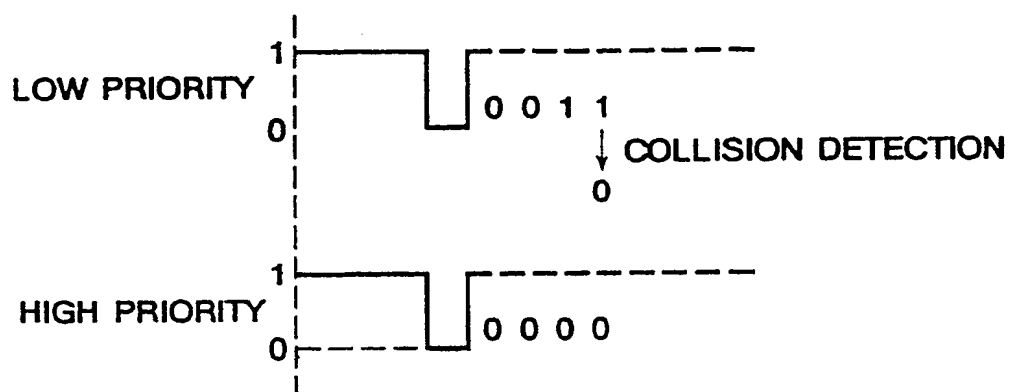 1
LOW PRIORITY
0 0 1 1
0
COLLISION DETECTION
0
1
HIGH PRIORITY
0 0 0 0
0